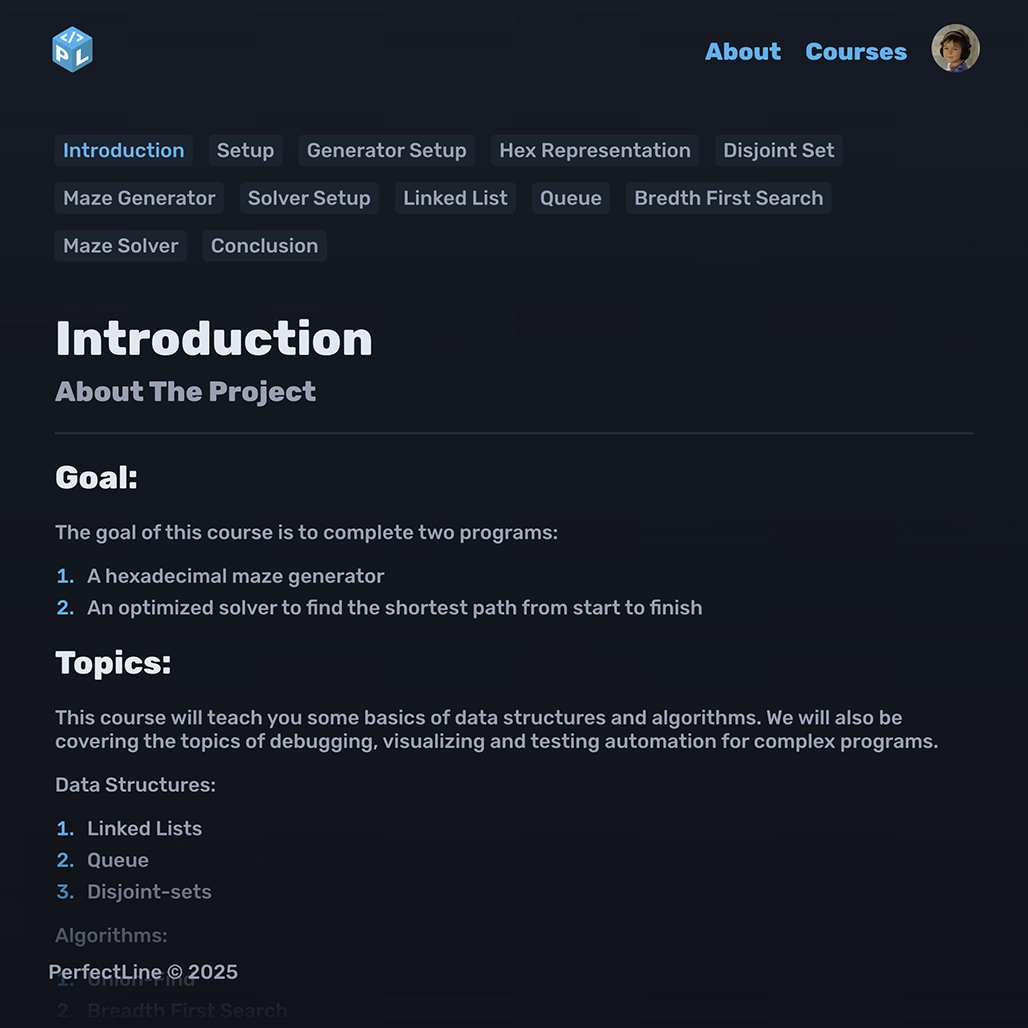 </>
P L
About Courses
Introduction Setup Generator Setup Hex Representation Disjoint Set
Maze Generator Solver Setup Linked List Queue Bredth First Search
Maze Solver Conclusion
Introduction
About The Project
Goal:
The goal of this course is to complete two programs:
1. A hexadecimal maze generator
2. An optimized solver to find the shortest path from start to finish
Topics:
This course will teach you some basics of data structures and algorithms. We will also be
covering the topics of debugging, visualizing and testing automation for complex programs.
Data Structures:
1. Linked Lists
2. Queue
3. Disjoint-sets
Algorithms:
PerfectLine © 2025
1. Union-Find
2. Breadth First Search